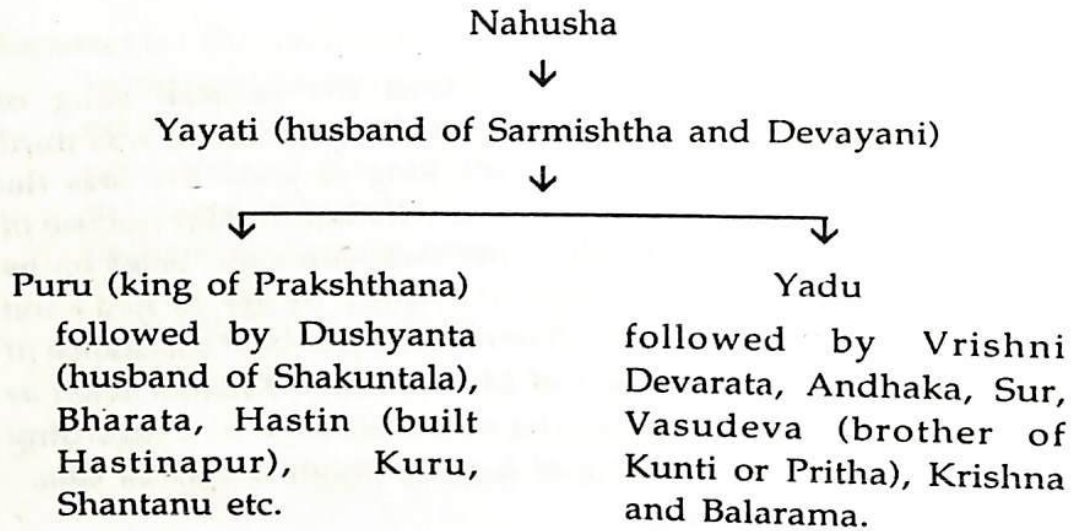 Nahusha
Yayati (husband of Sarmishtha and Devayani)
Puru (king of Prakshthana)
followed by Dushyanta
(husband of Shakuntala),
Bharata, Hastin (built
Hastinapur), Kuru,
Shantanu etc.
Yadu
followed by Vrishni
Devarata, Andhaka, Sur,
Vasudeva (brother of
Kunti or Pritha), Krishna
and Balarama.